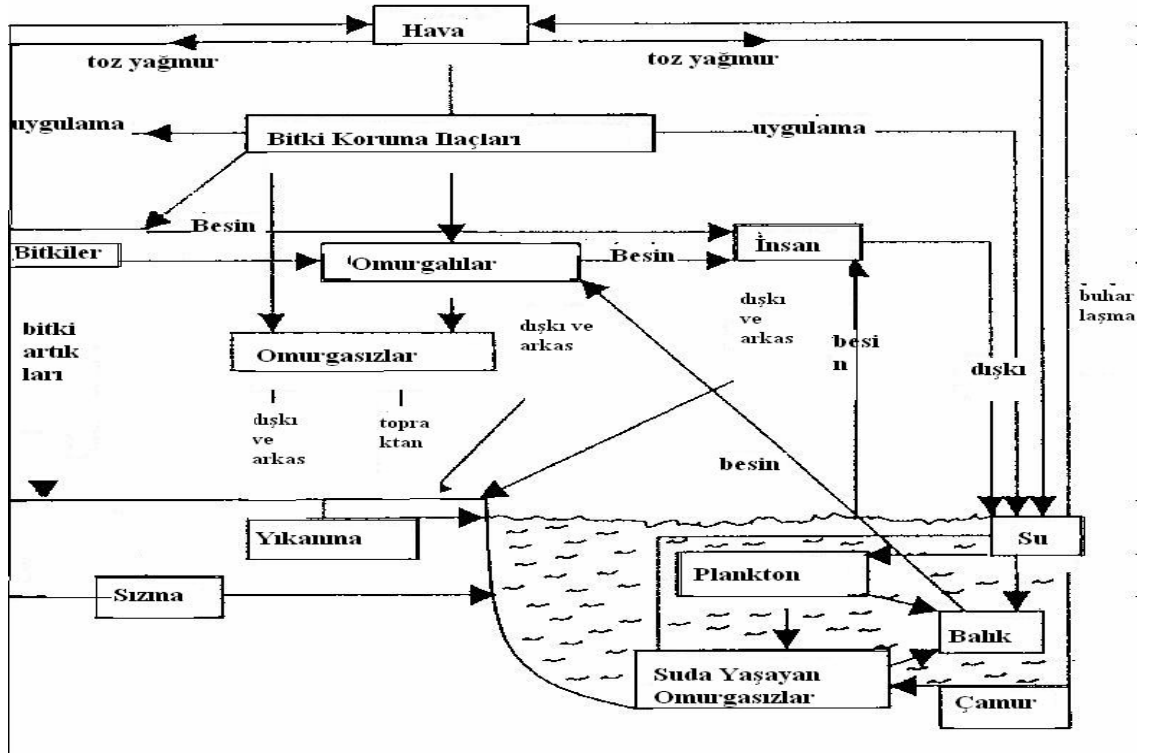 Hava
toz yağmur
toz yağmur
uygulama
Bitki Koruma Ilaçları
uygulama
Besin
Bitkiler
Omurgalılar
Besin
İnsan
bitki
artık
ları
Omurgasızlar
dışkı ve
arkas
dışkı
ve
arkas
besi
n
dışkı
buhar
laşma
dışkı
ve
arkas
topra
ktan
besin
Yıkanma
Su
Plankton
Sızma
Balık
Suda Yaşayan
Omurgasızlar
Çamur